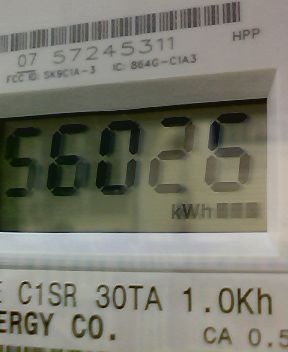 07 57245311
HPP
FCC ID: SK9C1A-3 IC: 864G-C1A3
56026
kWh
C1SR 30TA 1.0Kh
ERGY CO.
CA 0.5